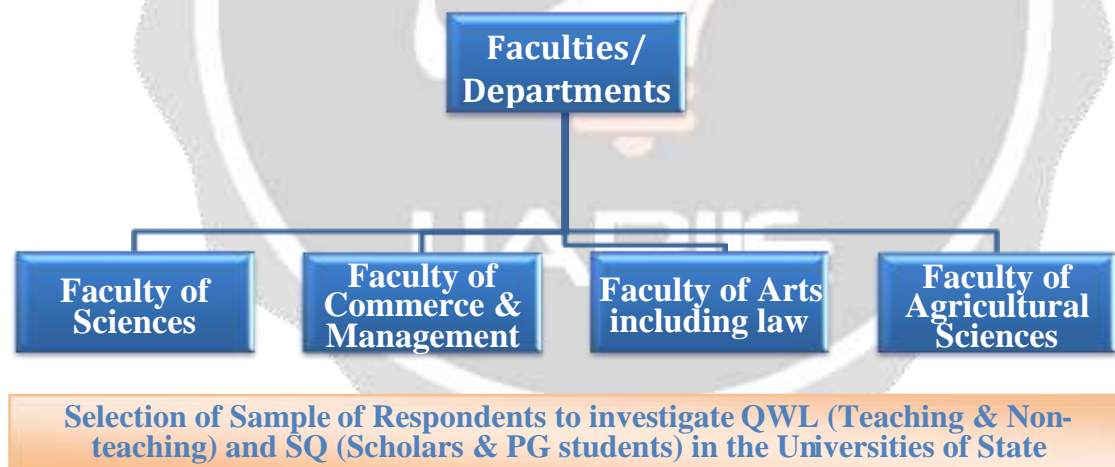 Faculties/
Departments
Faculty of
Sciences
Faculty of
Commerce &
Management
Faculty of Arts
including law
Faculty of
Agricultural
Sciences
Selection of Sample of Respondents to investigate QWL (Teaching & Non-
teaching) and SQ (Scholars & PG students) in the Universities of State